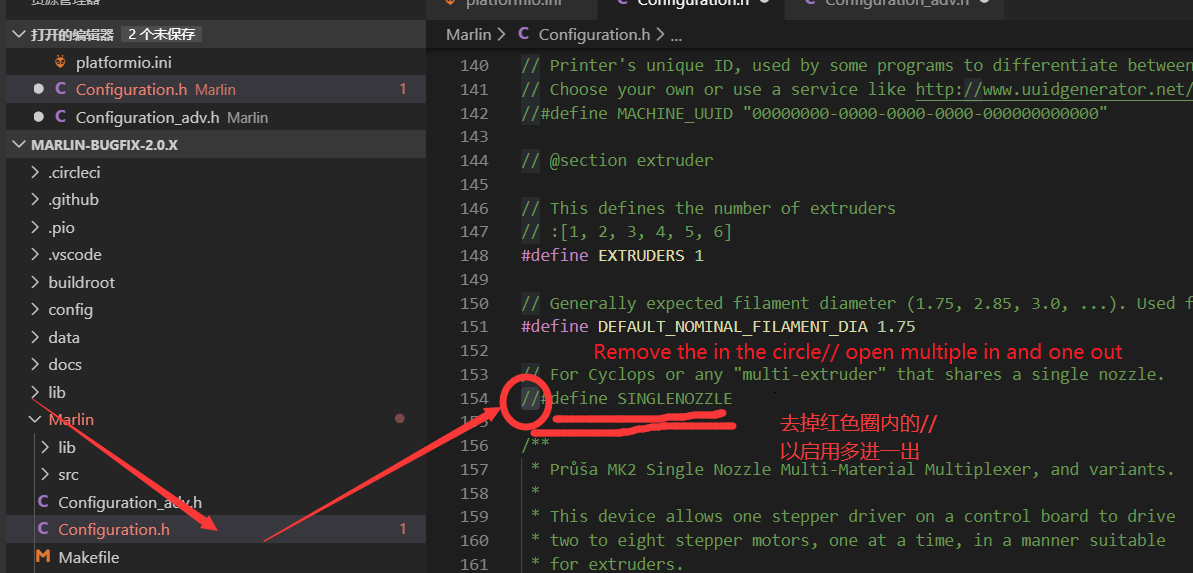 资源管理器
打开的编辑器 2 个未保存
platformio.ini
Configuration.h Marlin 1
Configuration_adv.h Marlin
MARLIN-BUGFIX-2.0.X
.circleci
.github
.pio
.vscode
buildroot
config
data
docs
lib
Marlin
lib
src
Configuration_adv.h
Configuration.h 1
Makefile
platformio.ini
Configuration.h
Configuration_adv.h
Marlin > Configuration.h > ...
140 // Printer's unique ID, used by some programs to differentiate between
141 // Choose your own or use a service like http://www.uuidgenerator.net/
142 //#define MACHINE_UUID "00000000-0000-0000-0000-000000000000"
143
144 // @section extruder
145
146 // This defines the number of extruders
147 // :[1, 2, 3, 4, 5, 6]
148 #define EXTRUDERS 1
149
150 // Generally expected filament diameter (1.75, 2.85, 3.0, ...). Used f
151 #define DEFAULT_NOMINAL_FILAMENT_DIA 1.75
152
Remove the in the circle// open multiple in and one out
153 // For Cyclops or any "multi-extruder" that shares a single nozzle.
154 //#define SINGLENOZZLE
155
去掉红色圈内的//
以启用多进一出
156 /**
157 * Průša MK2 Single Nozzle Multi-Material Multiplexer, and variants.
158 *
159 * This device allows one stepper driver on a control board to drive
160 * two to eight stepper motors, one at a time, in a manner suitable
161 * for extruders.